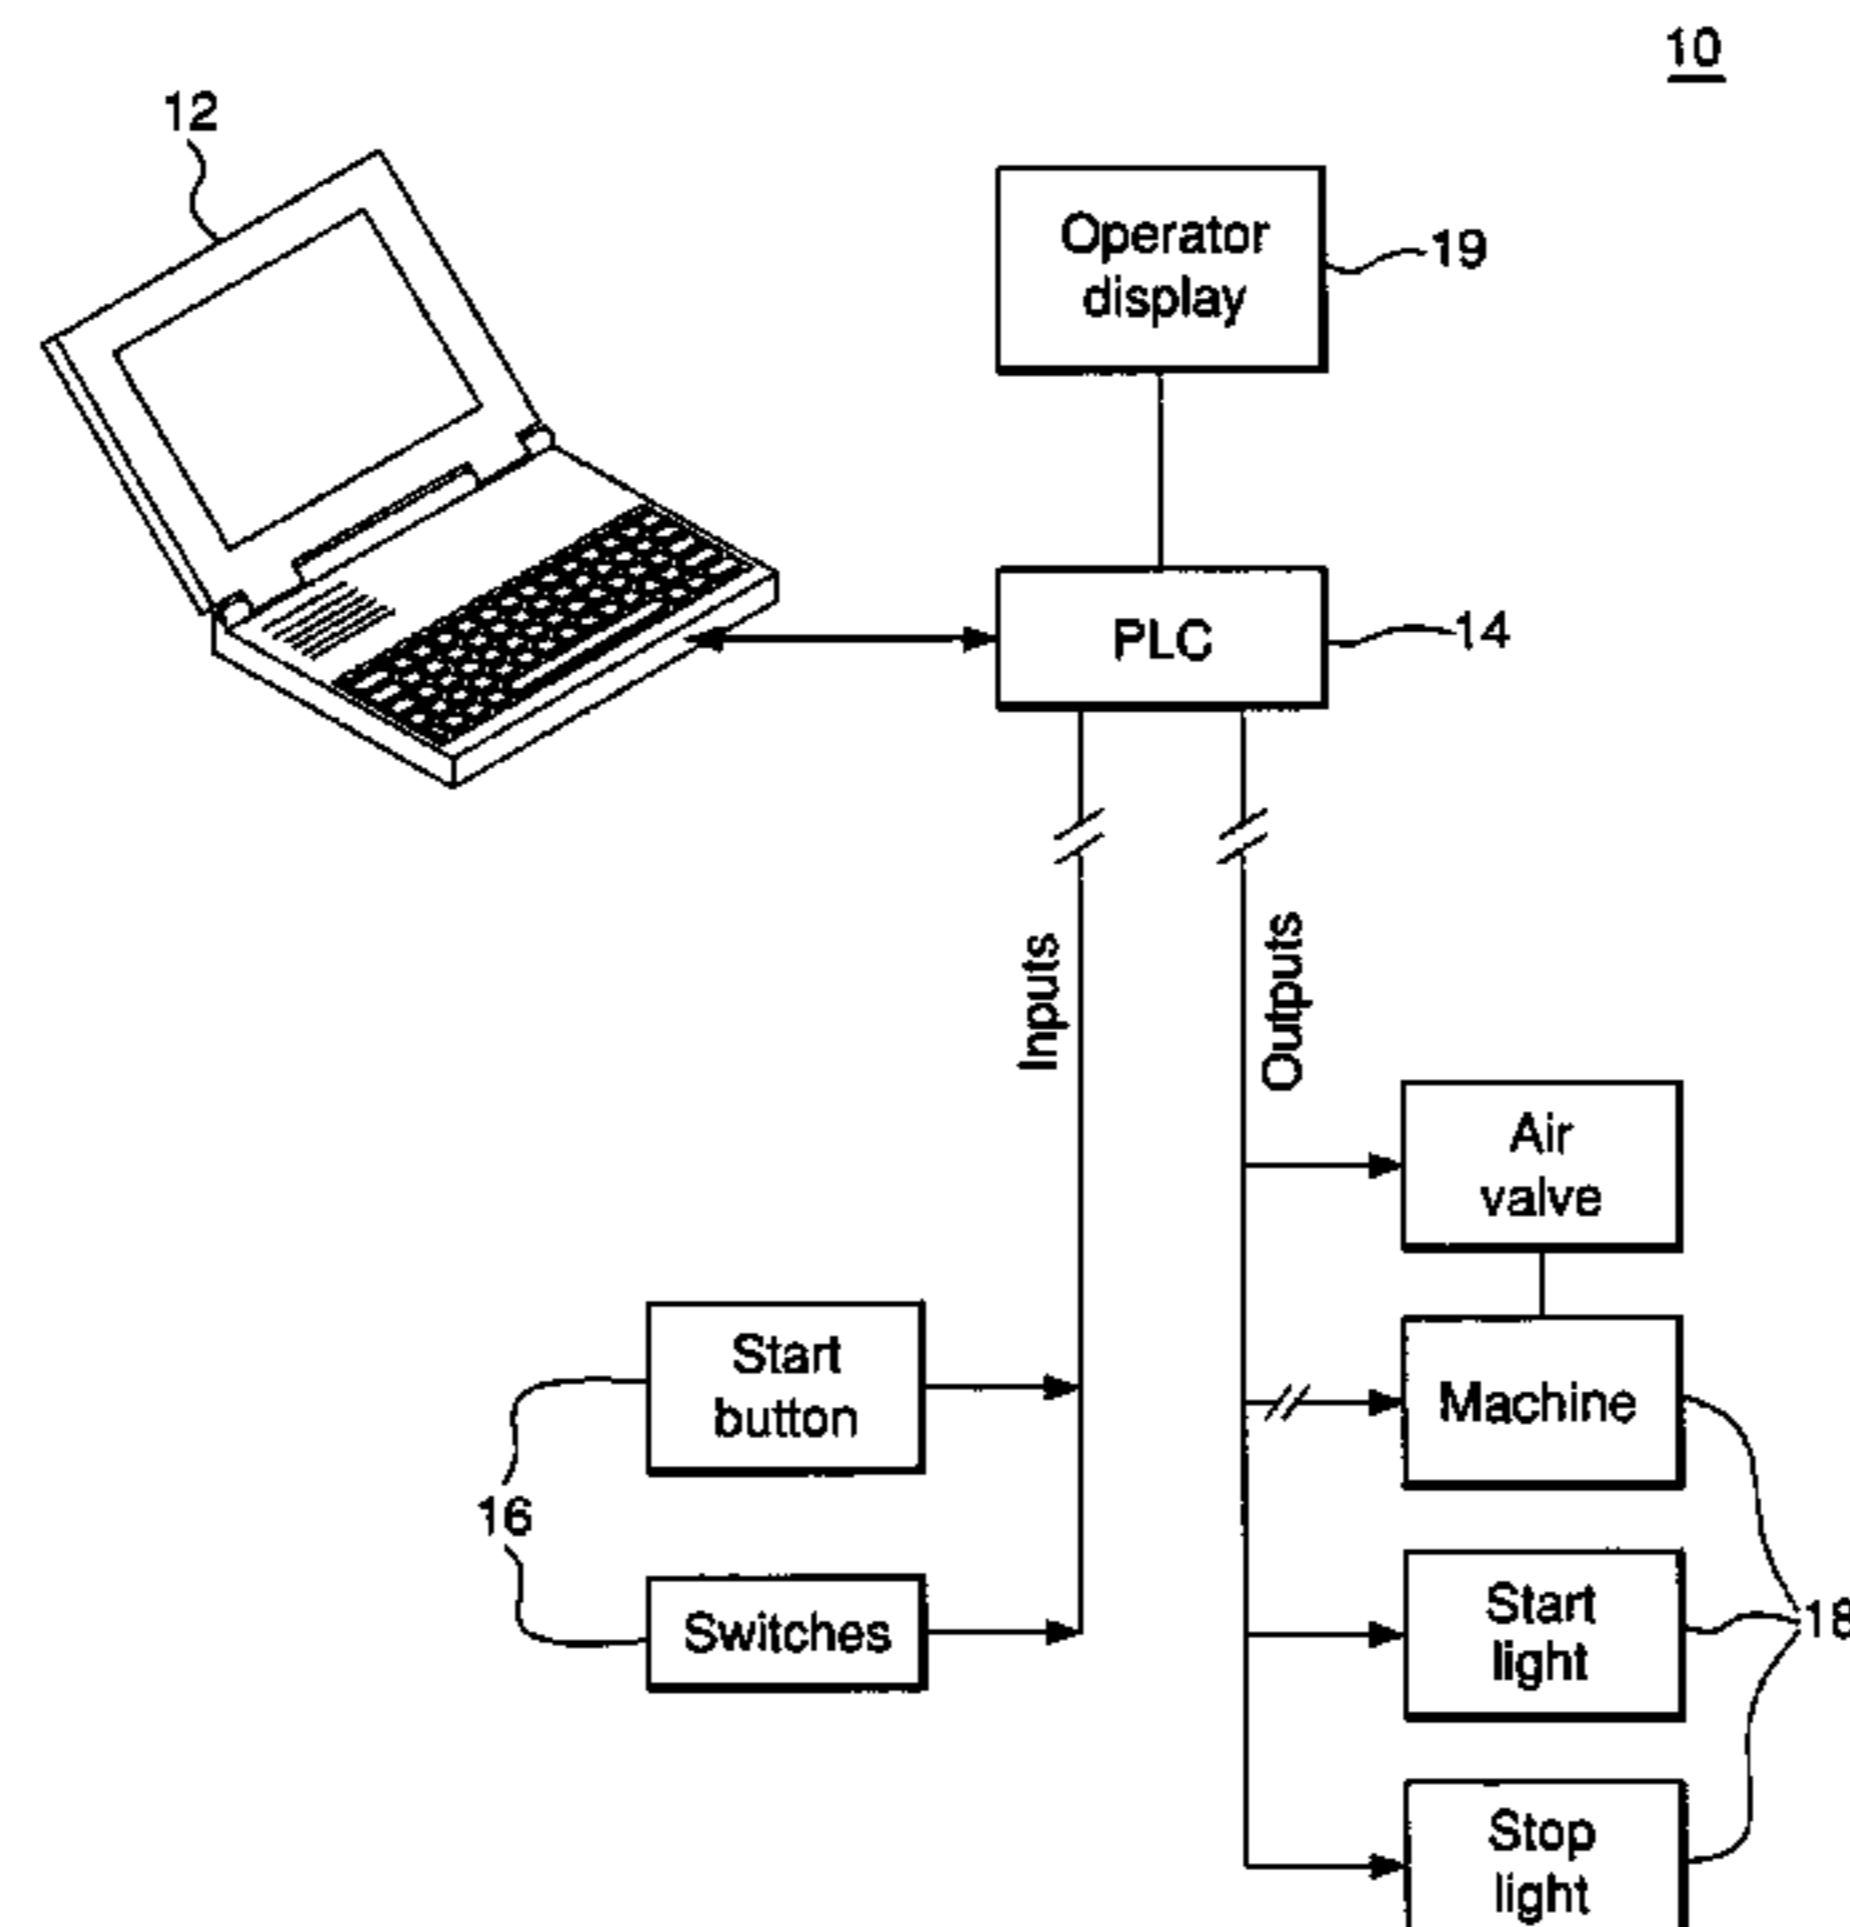 10
12
Operator
display
19
PLC
14
Inputs
Outputs
Air
valve
Start
button
Machine
16
Switches
Start
light
18
Stop
light